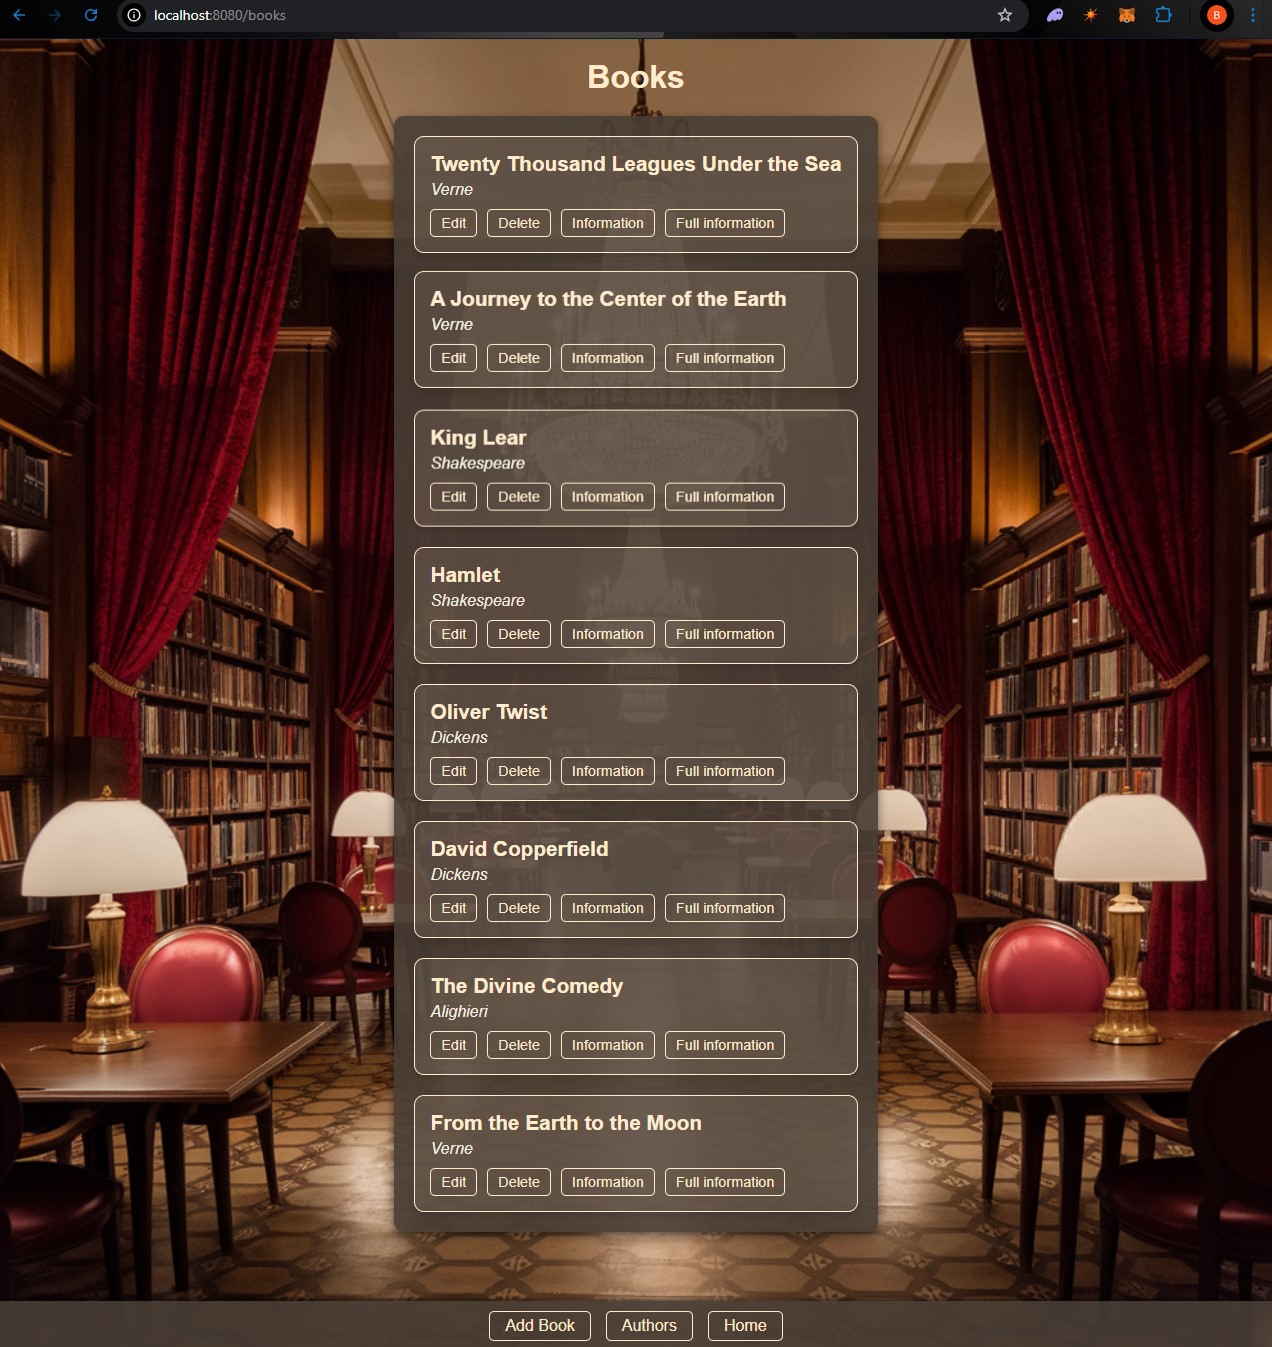 localhost:8080/books
B
Books
Twenty Thousand Leagues Under the Sea
Verne
Edit Delete Information Full information
A Journey to the Center of the Earth
Verne
Edit Delete Information Full information
King Lear
Shakespeare
Edit Delete Information Full information
Hamlet
Shakespeare
Edit Delete Information Full information
Oliver Twist
Dickens
Edit Delete Information Full information
David Copperfield
Dickens
Edit Delete Information Full information
The Divine Comedy
Alighieri
Edit Delete Information Full information
From the Earth to the Moon
Verne
Edit Delete Information Full information
Add Book Authors Home